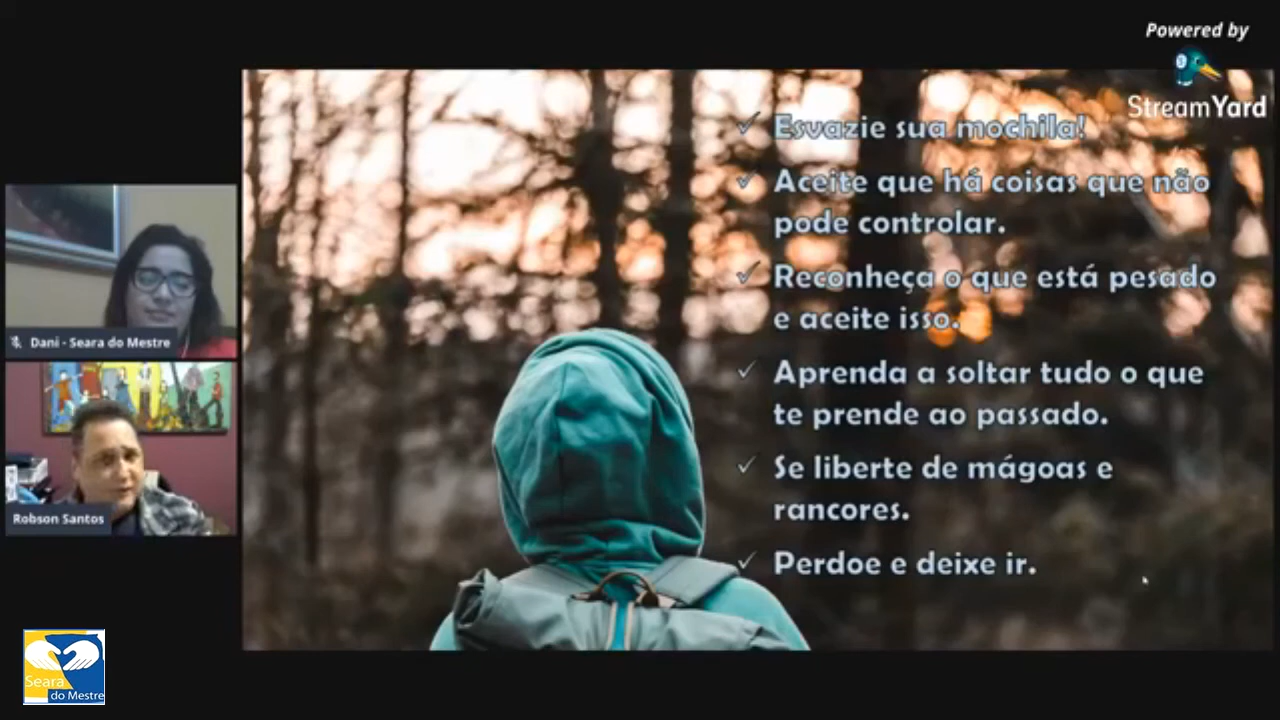 Powered by
StreamYard
Esvazie sua mochila!
Aceite que há coisas que não
pode controlar.
Reconheça o que está pesado
e aceite isso.
Aprenda a soltar tudo o que
te prende ao passado.
Se liberte de mágoas e
rancores.
Perdoe e deixe ir.
Dani - Seara do Mestre
Robson Santos
Seara
do Mestre